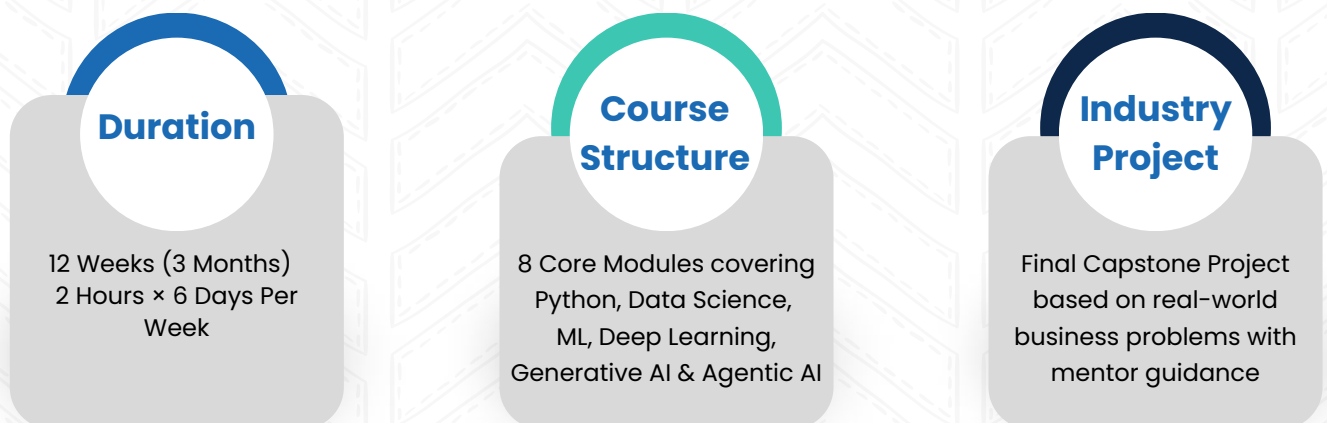 Duration
12 Weeks (3 Months)
2 Hours × 6 Days Per
Week
Course
Structure
8 Core Modules covering
Python, Data Science,
ML, Deep Learning,
Generative AI & Agentic AI
Industry
Project
Final Capstone Project
based on real-world
business problems with
mentor guidance